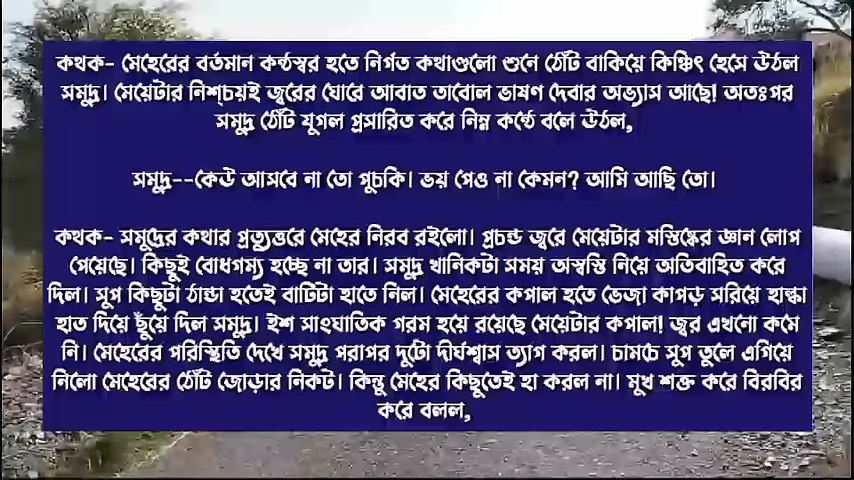 কথক- মেহেরের বর্তমান কন্ঠস্বর হতে নির্গত কথাগুলো শুনে ঠোঁট বাকিয়ে কিঞ্চিৎ হেসে উঠল
সমুদ্র। মেয়েটার নিশ্চয়ই জ্বরের ঘোরে আবাত তাবোল ভাষণ দেবার অভ্যাস আছে! অতঃপর
সমুদ্র ঠোঁট যুগল প্রসারিত করে নিম্ন কন্ঠে বলে উঠল,
সমুদ্র--কেউ আসবে না তো পুচকি। ভয় পেও না কেমন? আমি আছি তো।
কথক- সমুদ্রের কথার প্রত্যুত্তরে মেহের নিরব রইলো। প্রচন্ড জ্বরে মেয়েটার মস্তিষ্কের জ্ঞান লোপ
পেয়েছে। কিছুই বোধগম্য হচ্ছে না তার। সমুদ্র খানিকটা সময় অস্বস্তি নিয়ে অতিবাহিত করে
দিল। সুপ কিছুটা ঠান্ডা হতেই বাটিটা হাতে নিল। মেহেরের কপাল হতে ভেজা কাপড় সরিয়ে হাল্কা
হাত দিয়ে ছুঁয়ে দিল সমুদ্র। ইশ সাংঘাতিক গরম হয়ে রয়েছে মেয়েটার কপাল! জ্বর এখনো কমে
নি। মেহেরের পরিস্থিতি দেখে সমুদ্র পরাপর দুটো দীর্ঘশ্বাস ত্যাগ করল। চামচে সুপ তুলে এগিয়ে
নিলো মেহেরের ঠোঁট জোড়ার নিকট। কিন্তু মেহের কিছুতেই হা করল না। মুখ শক্ত করে বিরবির
করে বলল,